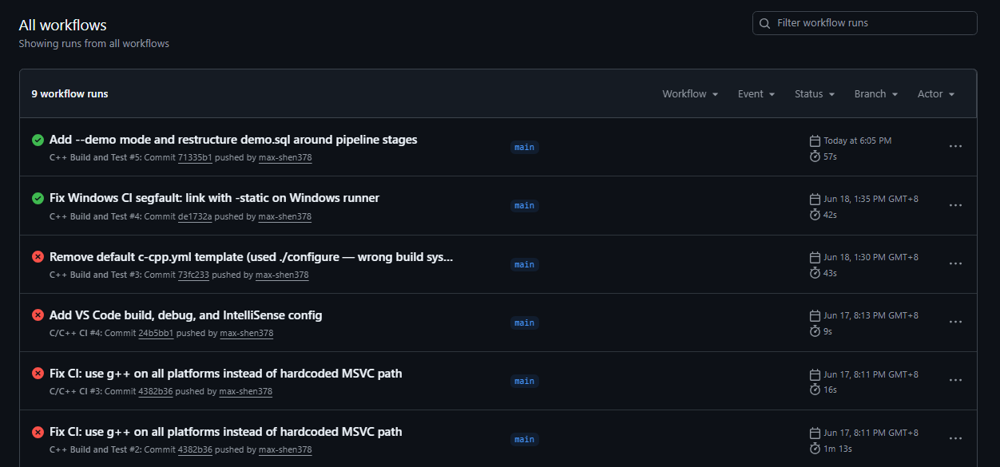 All workflows
Showing runs from all workflows
Filter workflow runs
9 workflow runs
Workflow
Event
Status
Branch
Actor
Add --demo mode and restructure demo.sql around pipeline stages
C++ Build and Test #5: Commit 71335b1 pushed by max-shen378
main
Today at 6:05 PM
57s
Fix Windows CI segfault: link with -static on Windows runner
C++ Build and Test #4: Commit de1732a pushed by max-shen378
main
Jun 18, 1:35 PM GMT+8
42s
Remove default c-cpp.yml template (used ./configure — wrong build sys...
C++ Build and Test #3: Commit 73fc233 pushed by max-shen378
main
Jun 18, 1:30 PM GMT+8
43s
Add VS Code build, debug, and IntelliSense config
C/C++ CI #4: Commit 24b5bb1 pushed by max-shen378
main
Jun 17, 8:13 PM GMT+8
9s
Fix CI: use g++ on all platforms instead of hardcoded MSVC path
C/C++ CI #3: Commit 4382b36 pushed by max-shen378
main
Jun 17, 8:11 PM GMT+8
16s
Fix CI: use g++ on all platforms instead of hardcoded MSVC path
C++ Build and Test #2: Commit 4382b36 pushed by max-shen378
main
Jun 17, 8:11 PM GMT+8
1m 13s